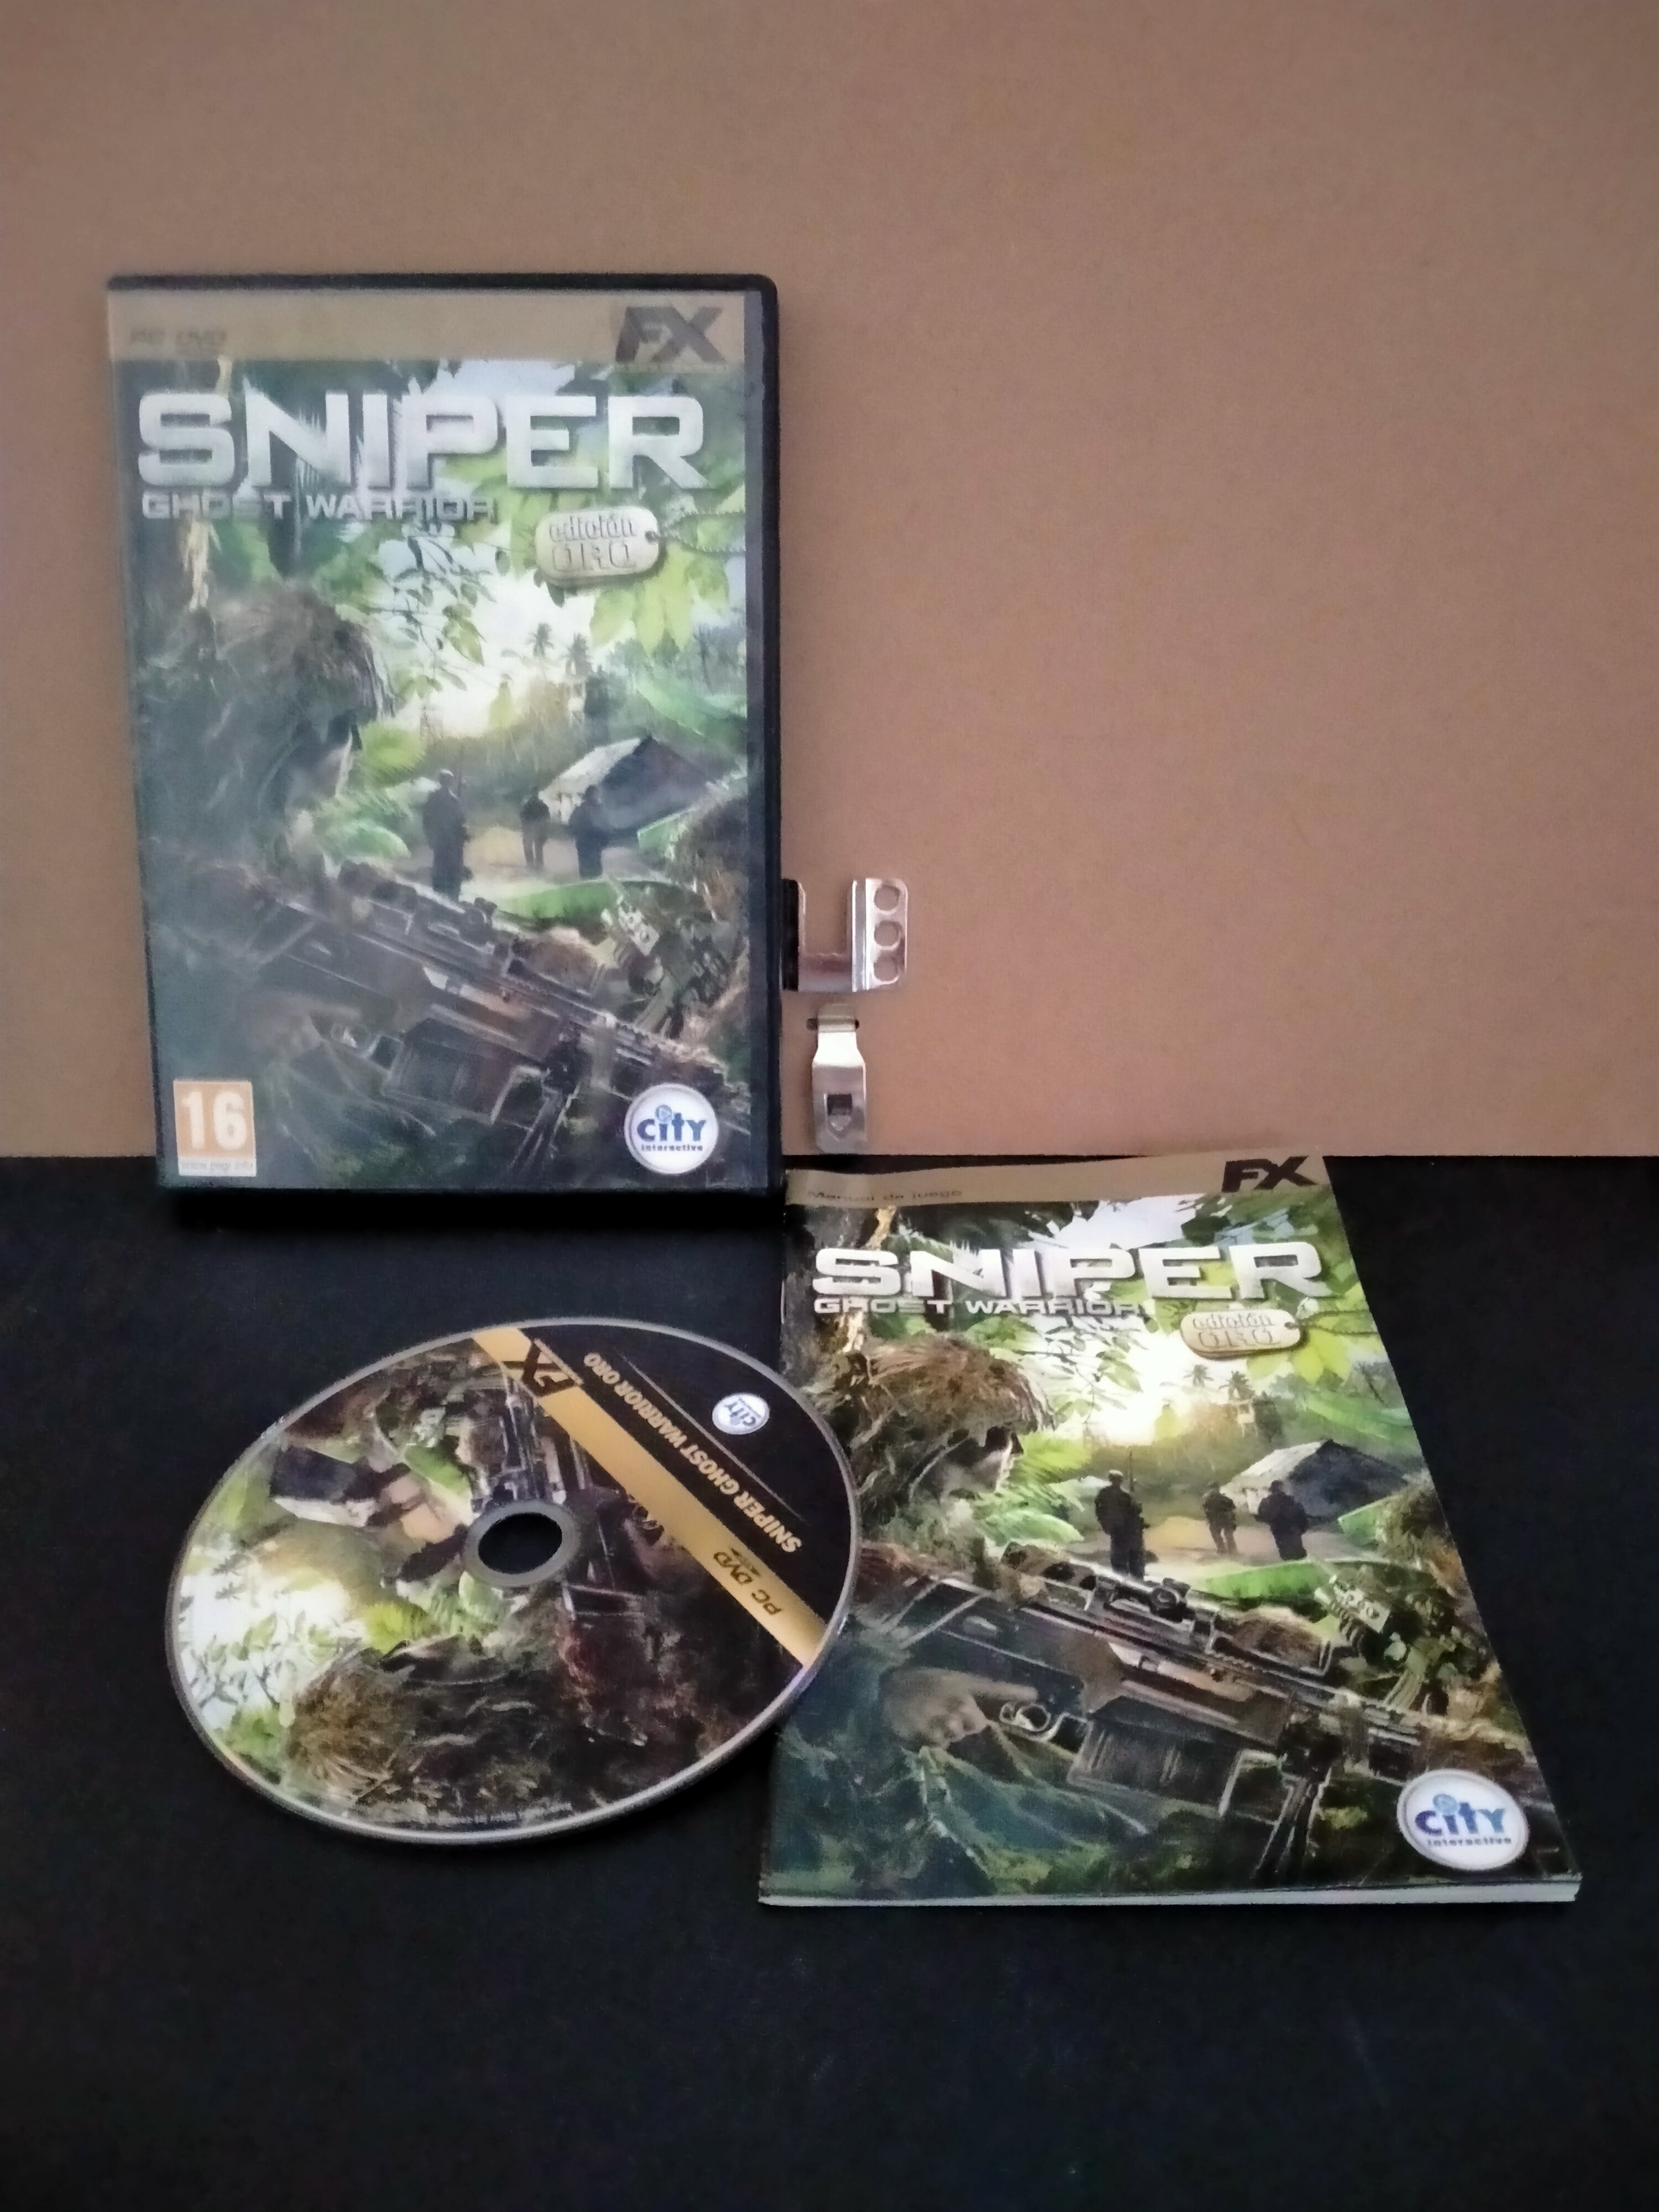 PC DVD
FX
SNIPER
GHOST WARRIOR
edición
ORO
16
www.pegi.info
city
interactive
Manual de juego
FX
SNIPER
GHOST WARRIOR
edición
ORO
city
interactive
FX
SNIPER GHOST WARRIOR ORO
city
PC DVD